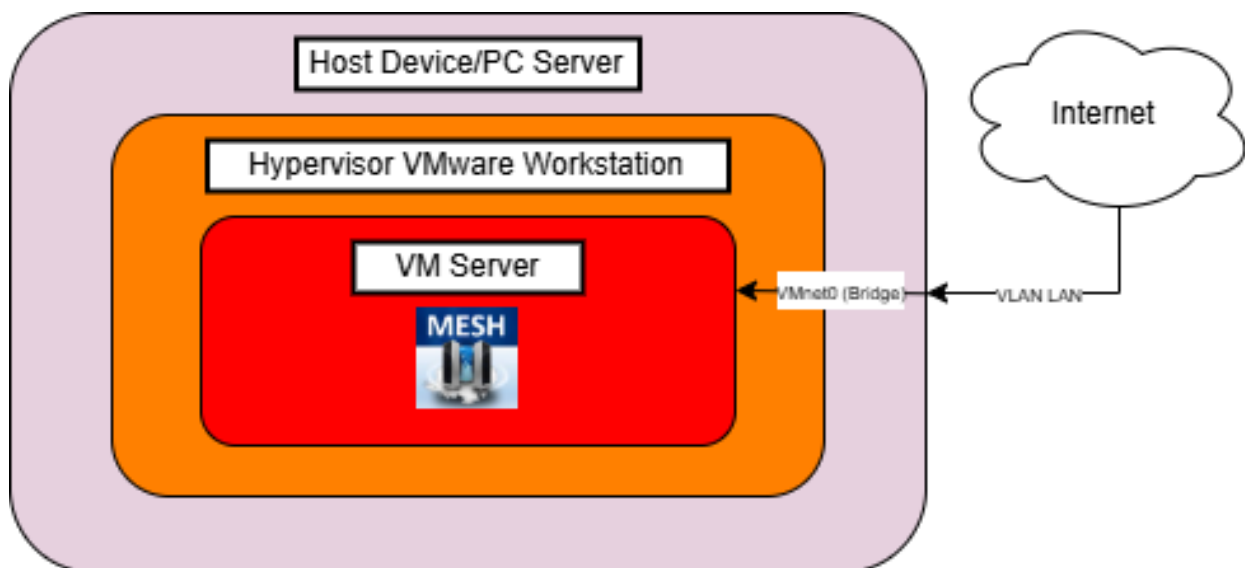 Host Device/PC Server
Internet
Hypervisor VMware Workstation
VM Server
VMnet0 (Bridge)
VLAN LAN
MESH